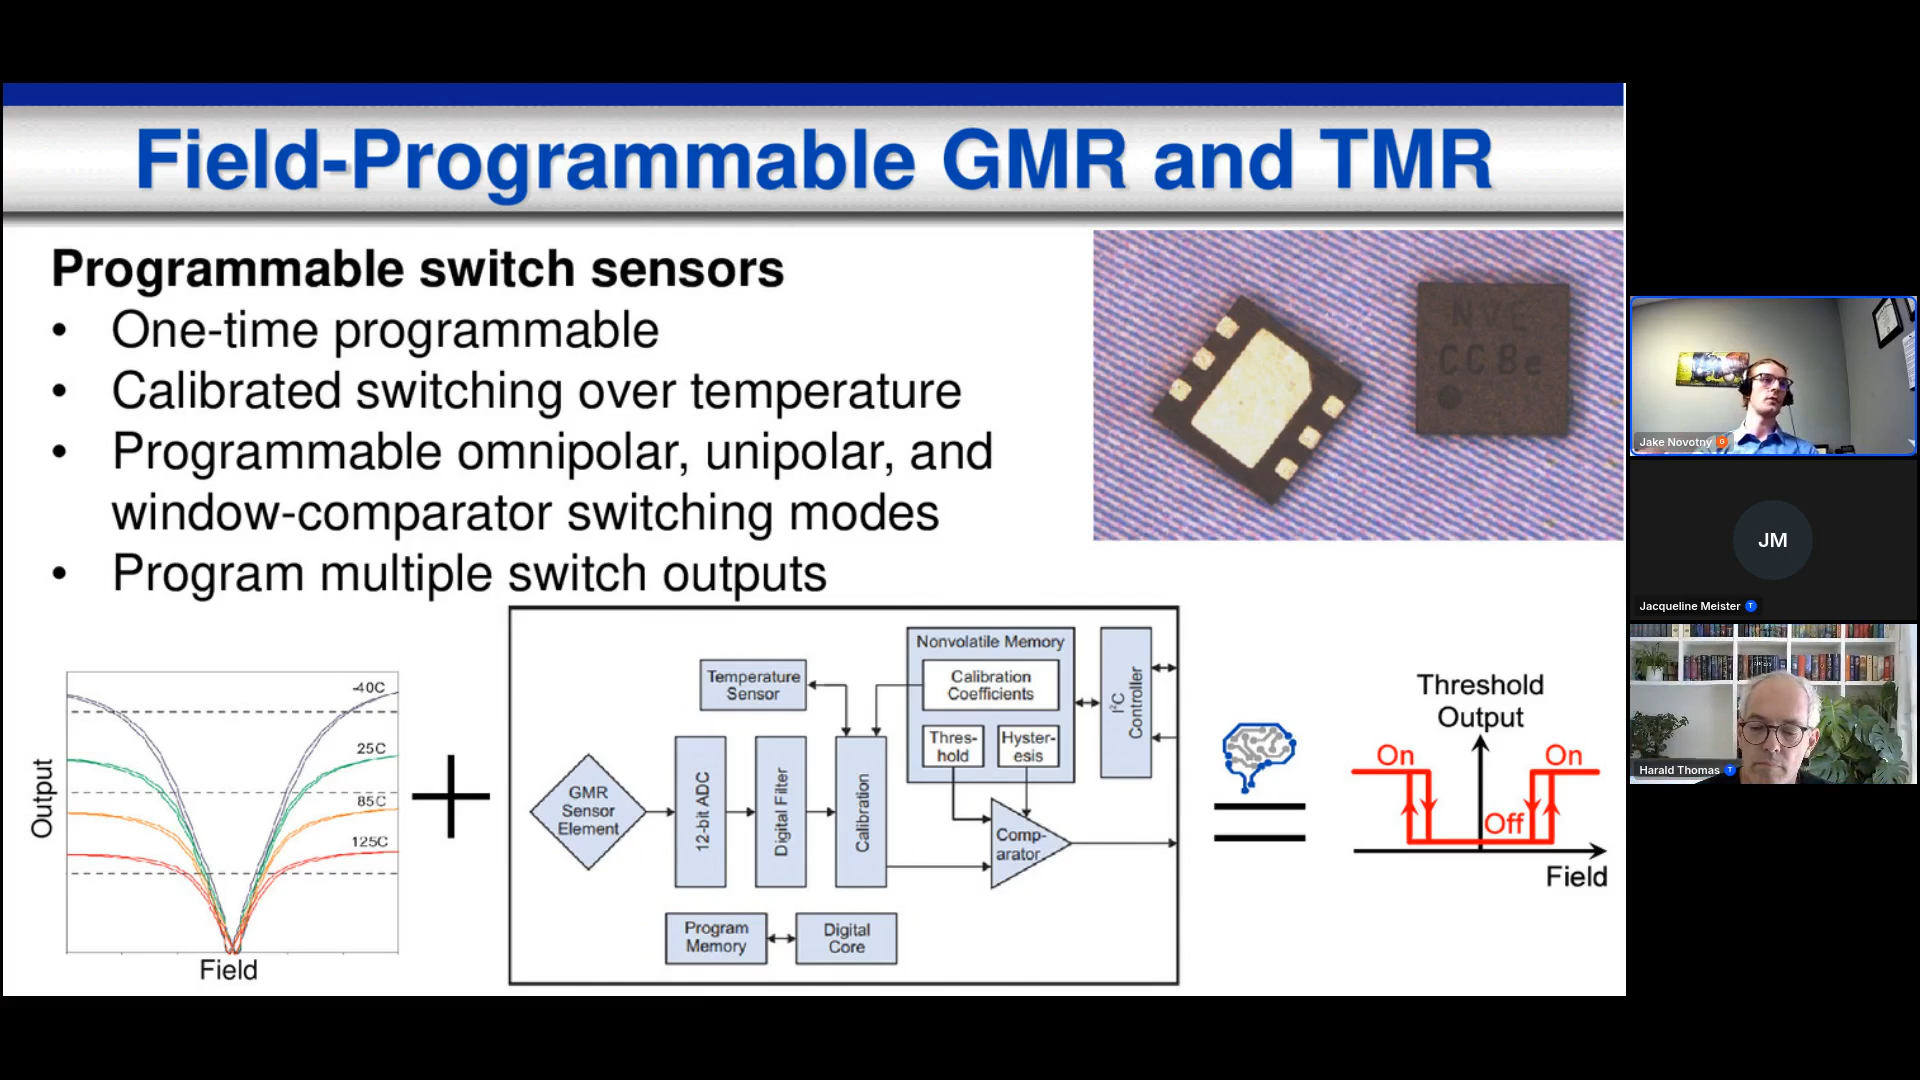 Field-Programmable GMR and TMR
Programmable switch sensors
• One-time programmable
• Calibrated switching over temperature
• Programmable omnipolar, unipolar, and
window-comparator switching modes
• Program multiple switch outputs
NVE
CCBe
Output
-40C
25C
85C
125C
Field
Temperature
Sensor
Nonvolatile Memory
Calibration
Coefficients
Thres-
hold
Hyster-
esis
I²C
Controller
GMR
Sensor
Element
12-bit ADC
Digital Filter
Calibration
Comp-
arator
Program
Memory
Digital
Core
Threshold
Output
On
On
Off
Field
Jake Novotny G
JM
Jacqueline Meister T
Harald Thomas T